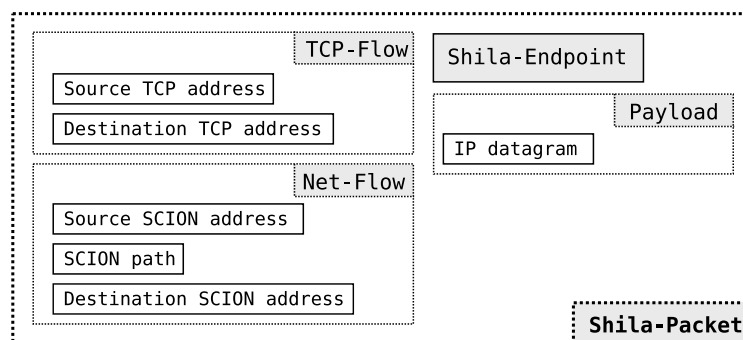 TCP-Flow
Source TCP address
Destination TCP address
Net-Flow
Source SCION address
SCION path
Destination SCION address
Shila-Endpoint
Payload
IP datagram
Shila-Packet